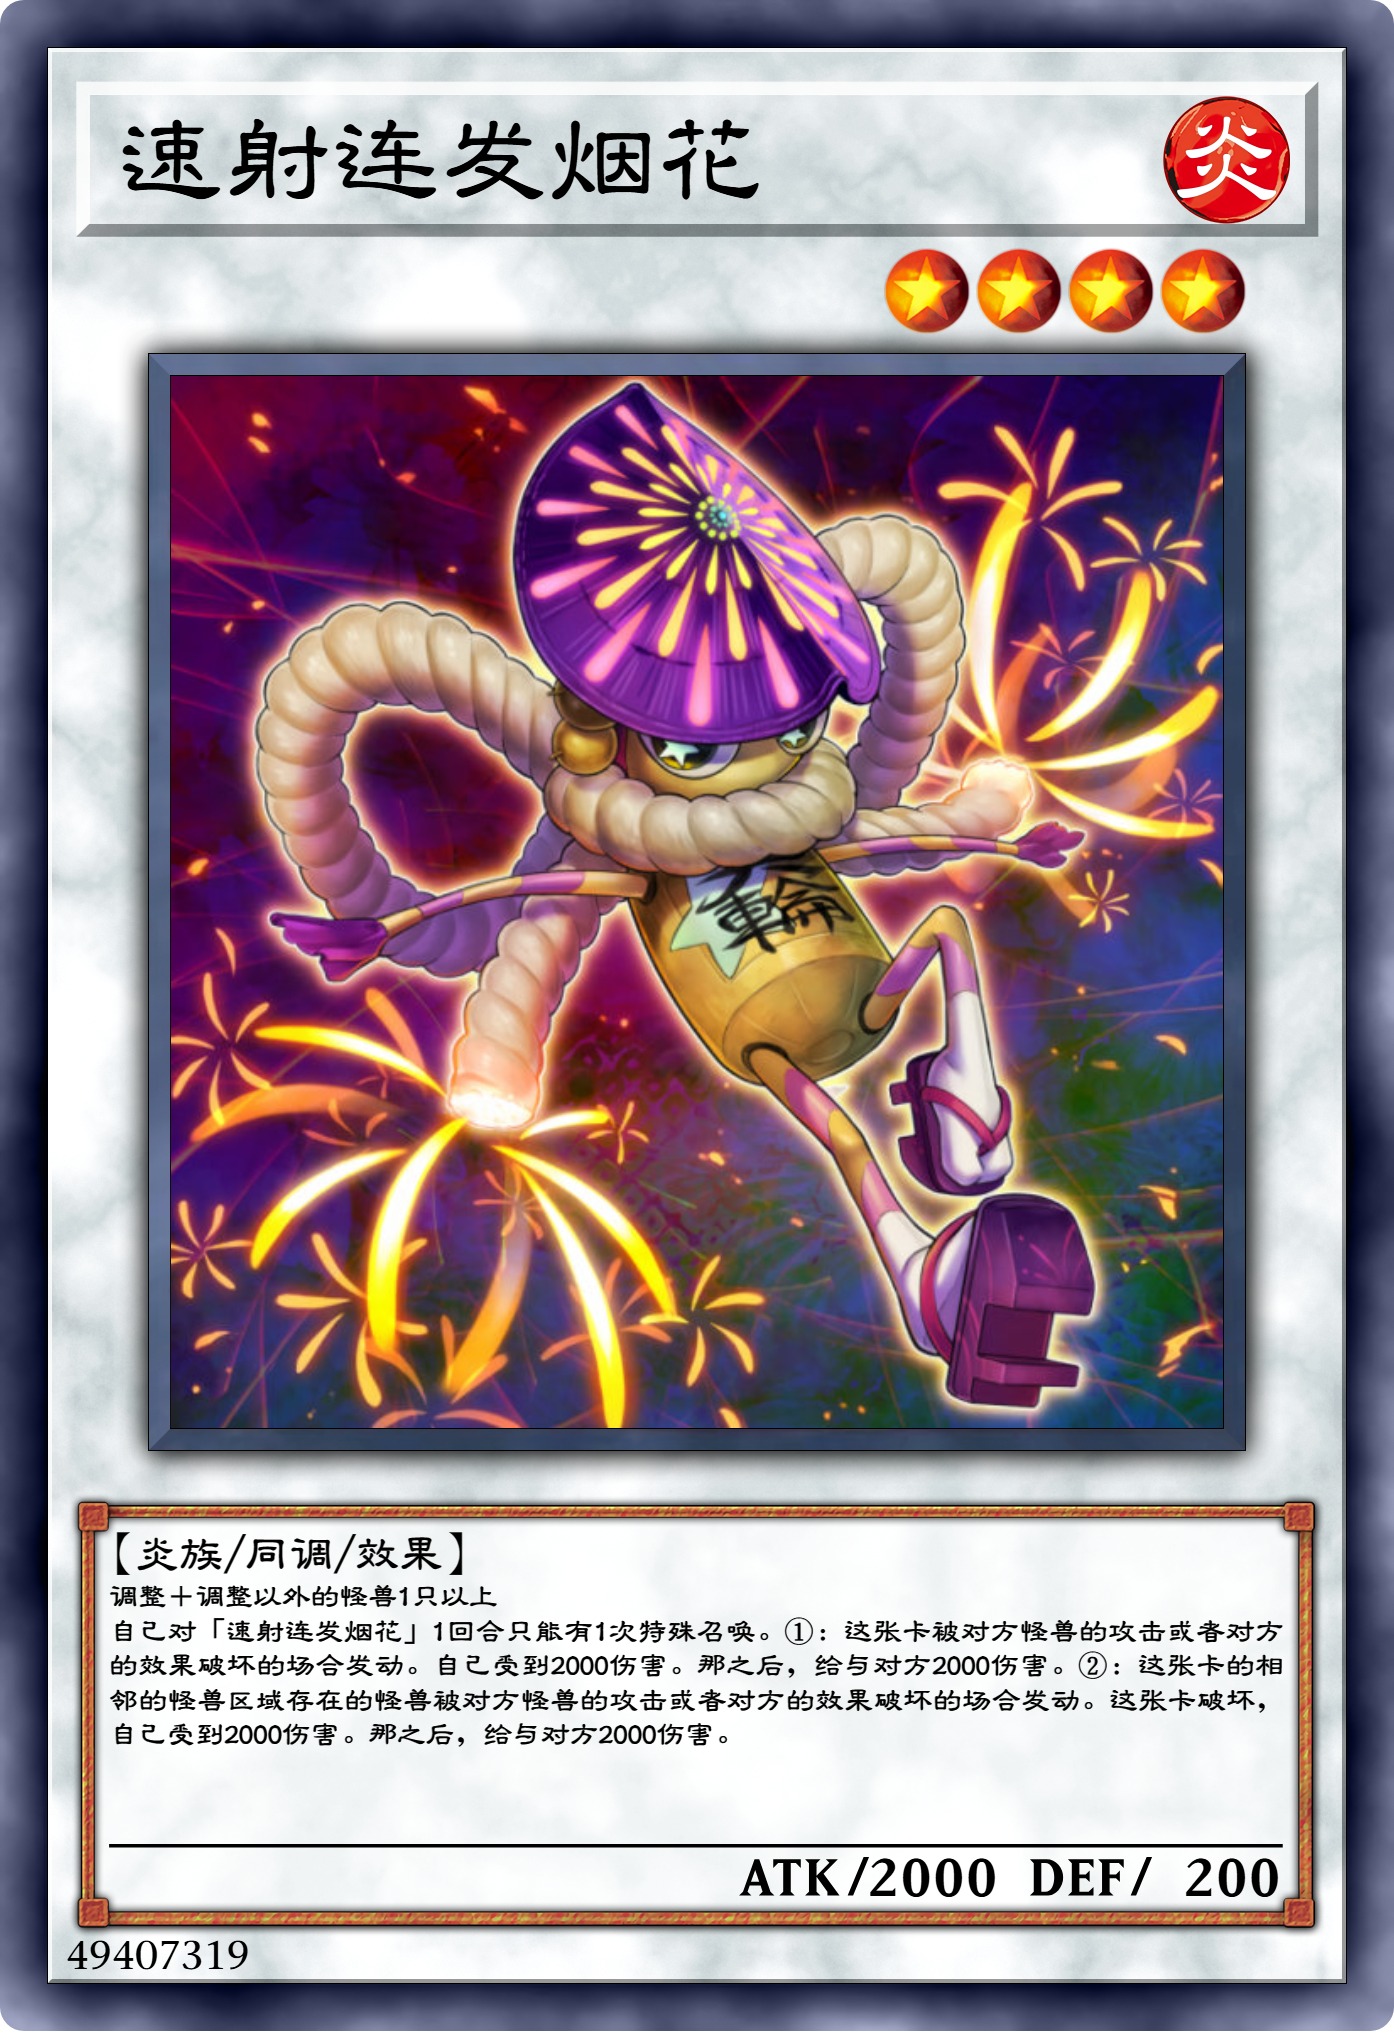 速射连发烟花
炎
輪
【炎族/同调/效果】
调整＋调整以外的怪兽1只以上
自己对「速射连发烟花」1回合只能有1次特殊召唤。①：这张卡被对方怪兽的攻击或者对方
的效果破坏的场合发动。自己受到2000伤害。那之后，给与对方2000伤害。②：这张卡的相
邻的怪兽区域存在的怪兽被对方怪兽的攻击或者对方的效果破坏的场合发动。这张卡破坏，
自己受到2000伤害。那之后，给与对方2000伤害。
ATK/2000 DEF/ 200
49407319